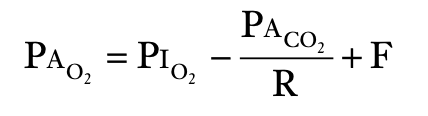 PA_O₂ = PI_O₂ − PA_CO₂ / R + F